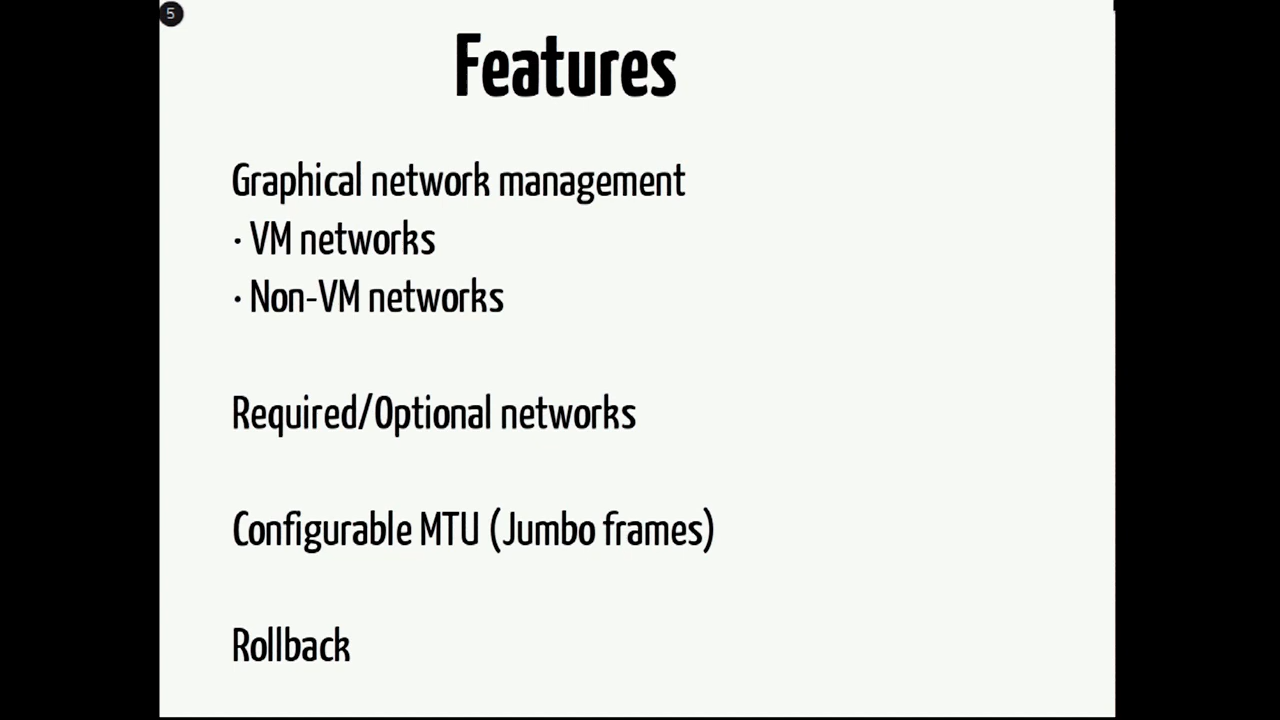 5
Features
Graphical network management
· VM networks
· Non-VM networks
Required/Optional networks
Configurable MTU (Jumbo frames)
Rollback